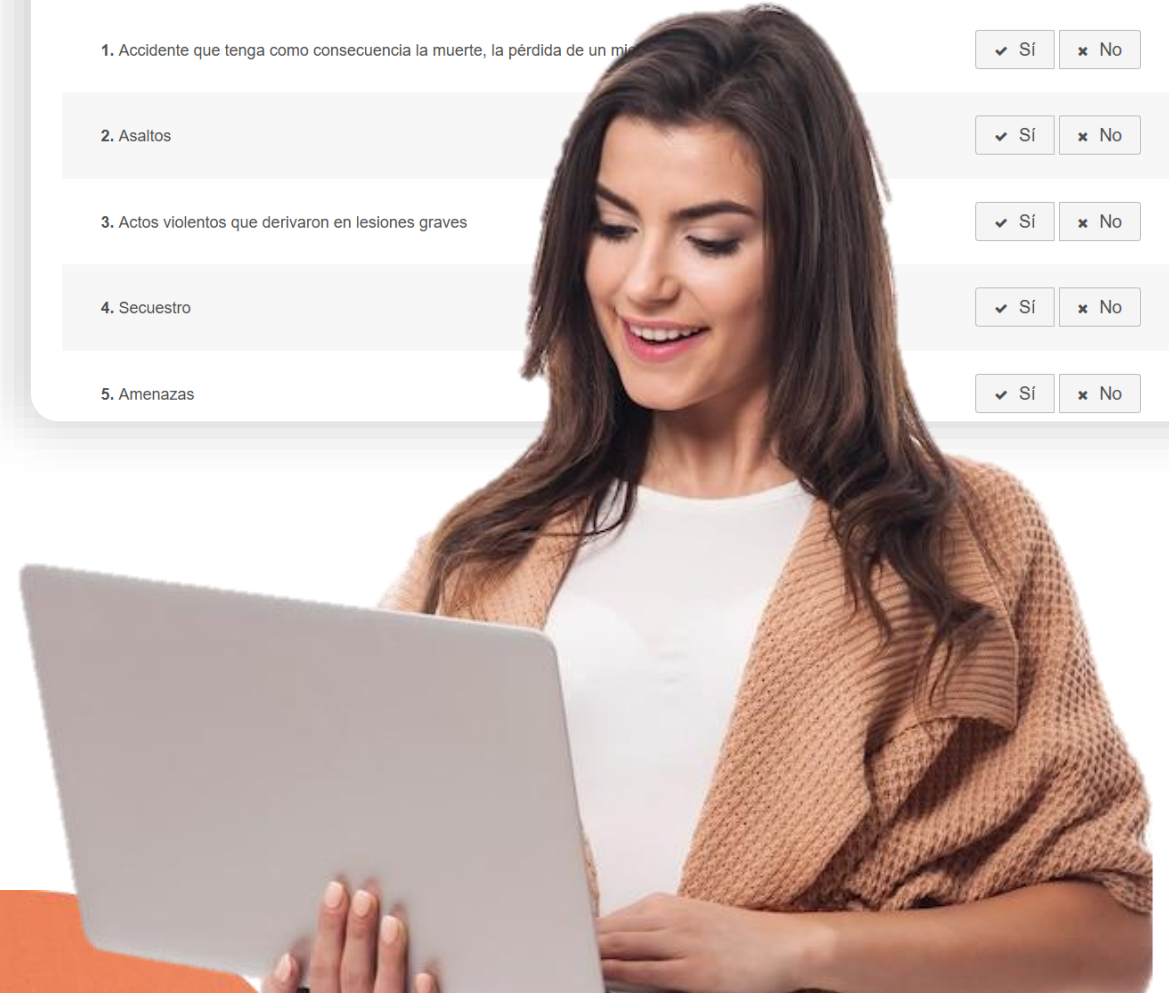 1. Accidente que tenga como consecuencia la muerte, la pérdida de un
Sí No
2. Asaltos
Sí No
3. Actos violentos que derivaron en lesiones graves
Sí No
4. Secuestro
Sí No
5. Amenazas
Sí No